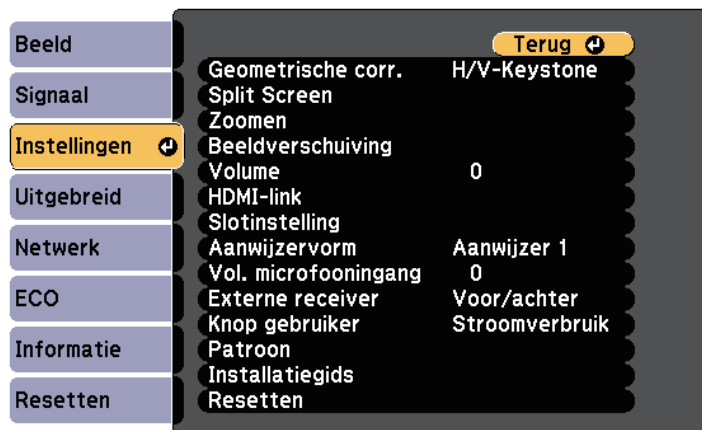 Beeld
Signaal
Instellingen
Uitgebreid
Netwerk
ECO
Informatie
Resetten
Terug
Geometrische corr. H/V-Keystone
Split Screen
Zoomen
Beeldverschuiving
Volume 0
HDMI-link
Slotinstelling
Aanwijzervorm Aanwijzer 1
Vol. microfooningang 0
Externe receiver Voor/achter
Knop gebruiker Stroomverbruik
Patroon
Installatiegids
Resetten